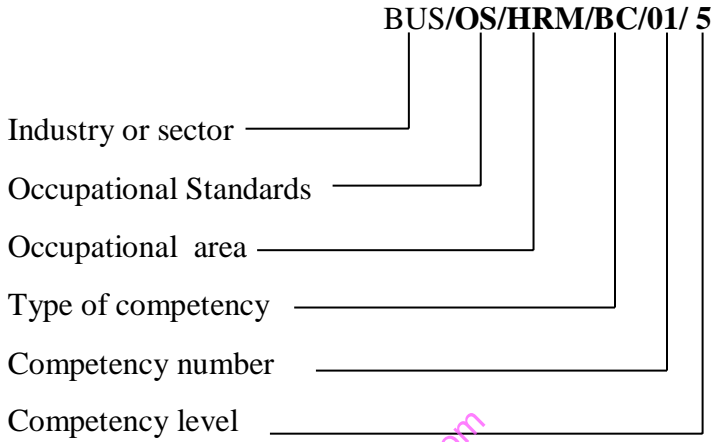 BUS/OS/HRM/BC/01/ 5
Industry or sector
Occupational Standards
Occupational area
Type of competency
Competency number
Competency level